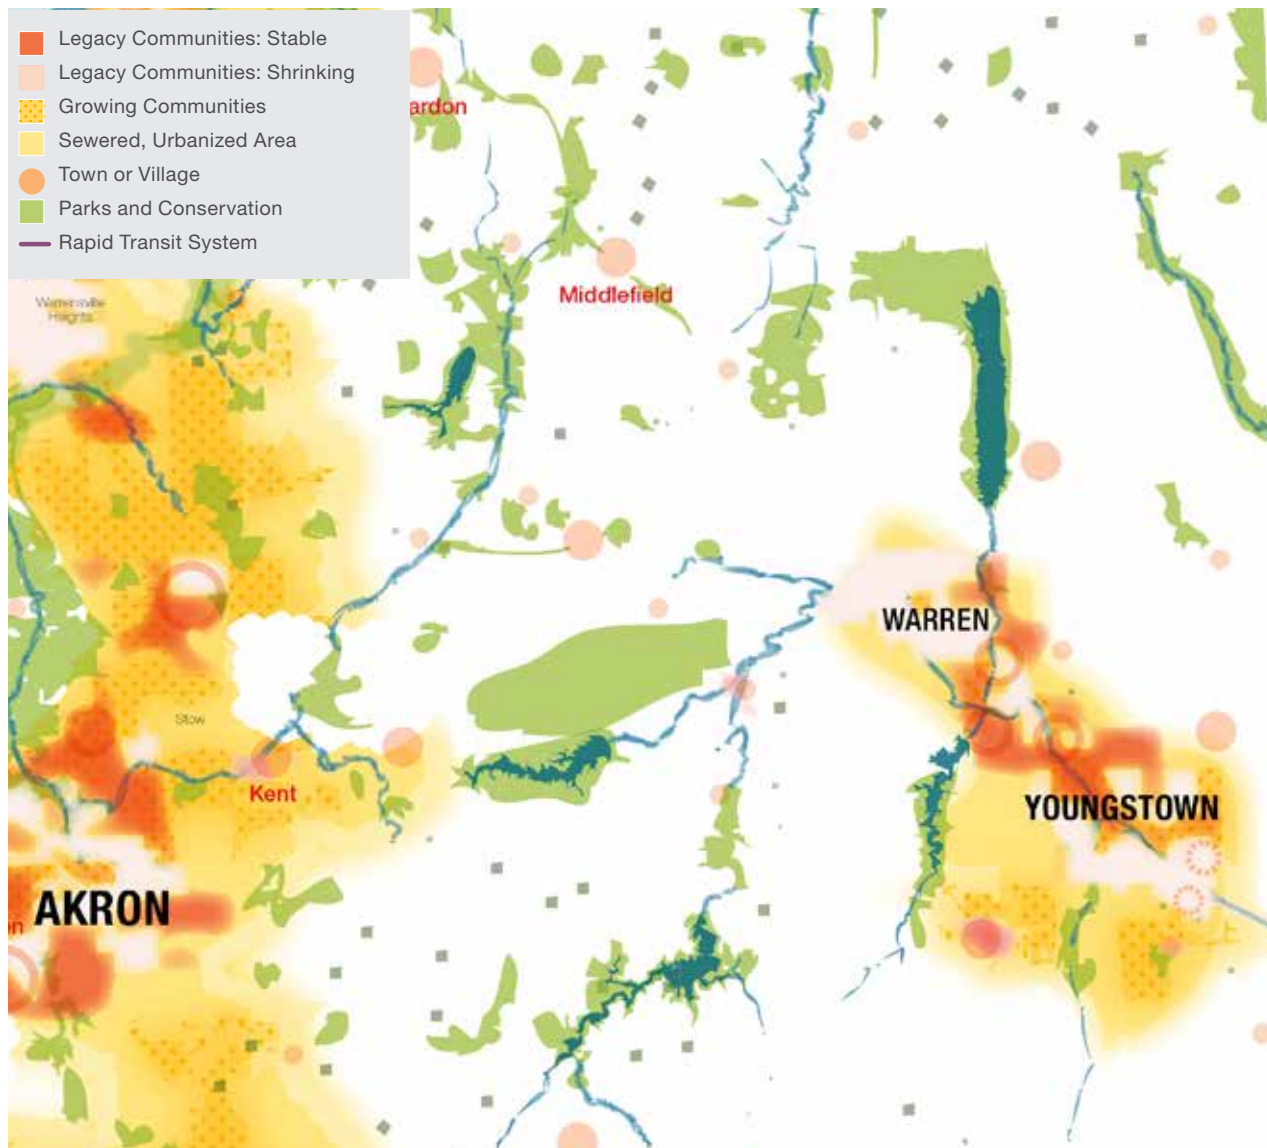 Legacy Communities: Stable
Legacy Communities: Shrinking
Growing Communities
Sewered, Urbanized Area
Town or Village
Parks and Conservation
Rapid Transit System
ardon
Middlefield
Warrensville
Heights
WARREN
Stow
Kent
YOUNGSTOWN
AKRON
on